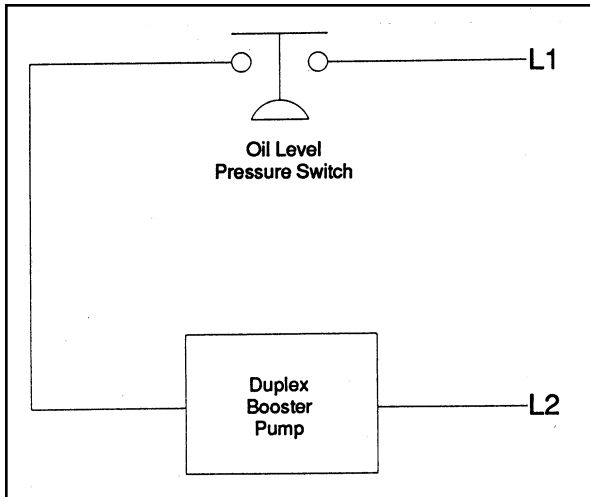 L1
Oil Level
Pressure Switch
Duplex
Booster
Pump
L2